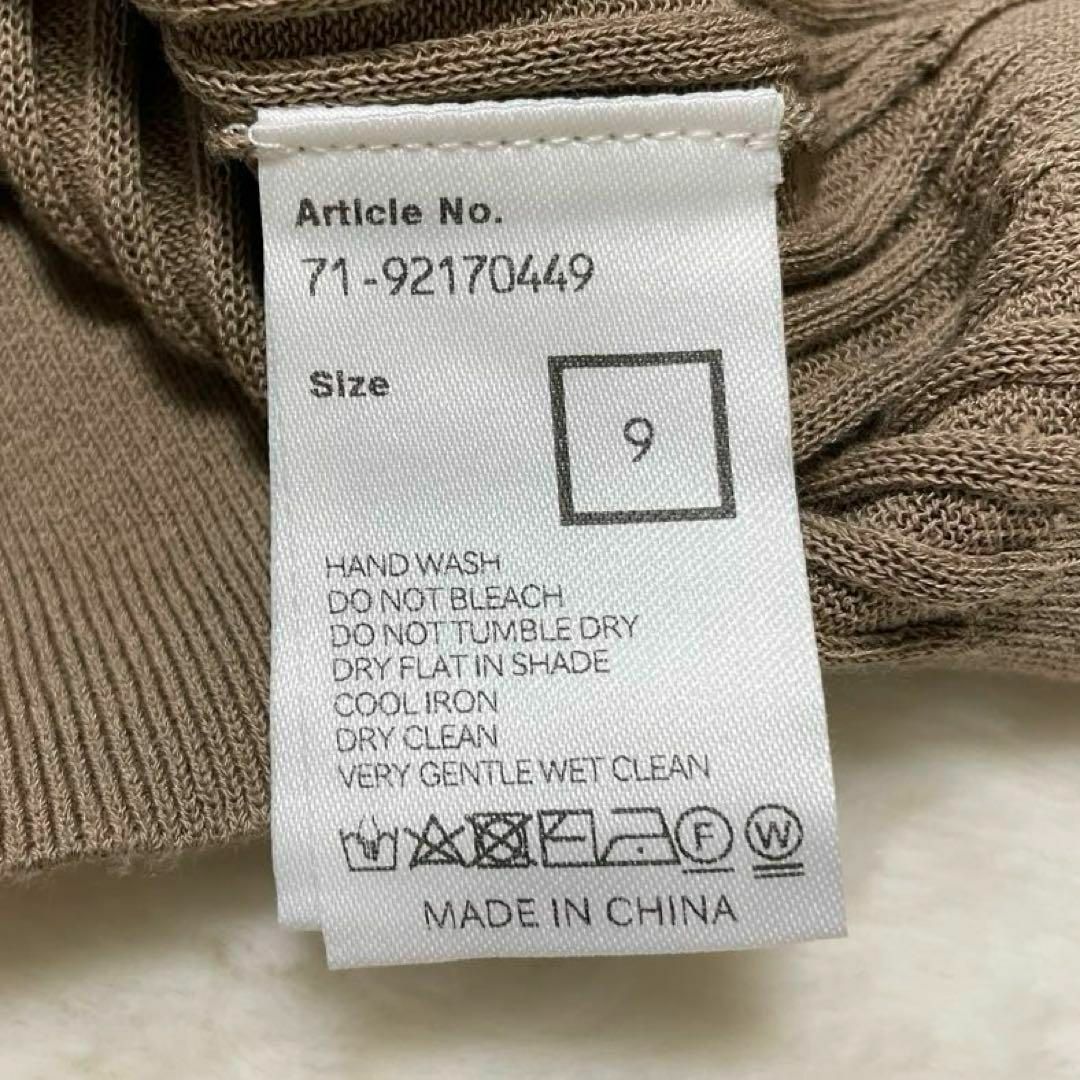 Article No.
71-92170449
Size
9
HAND WASH
DO NOT BLEACH
DO NOT TUMBLE DRY
DRY FLAT IN SHADE
COOL IRON
DRY CLEAN
VERY GENTLE WET CLEAN
F W
MADE IN CHINA